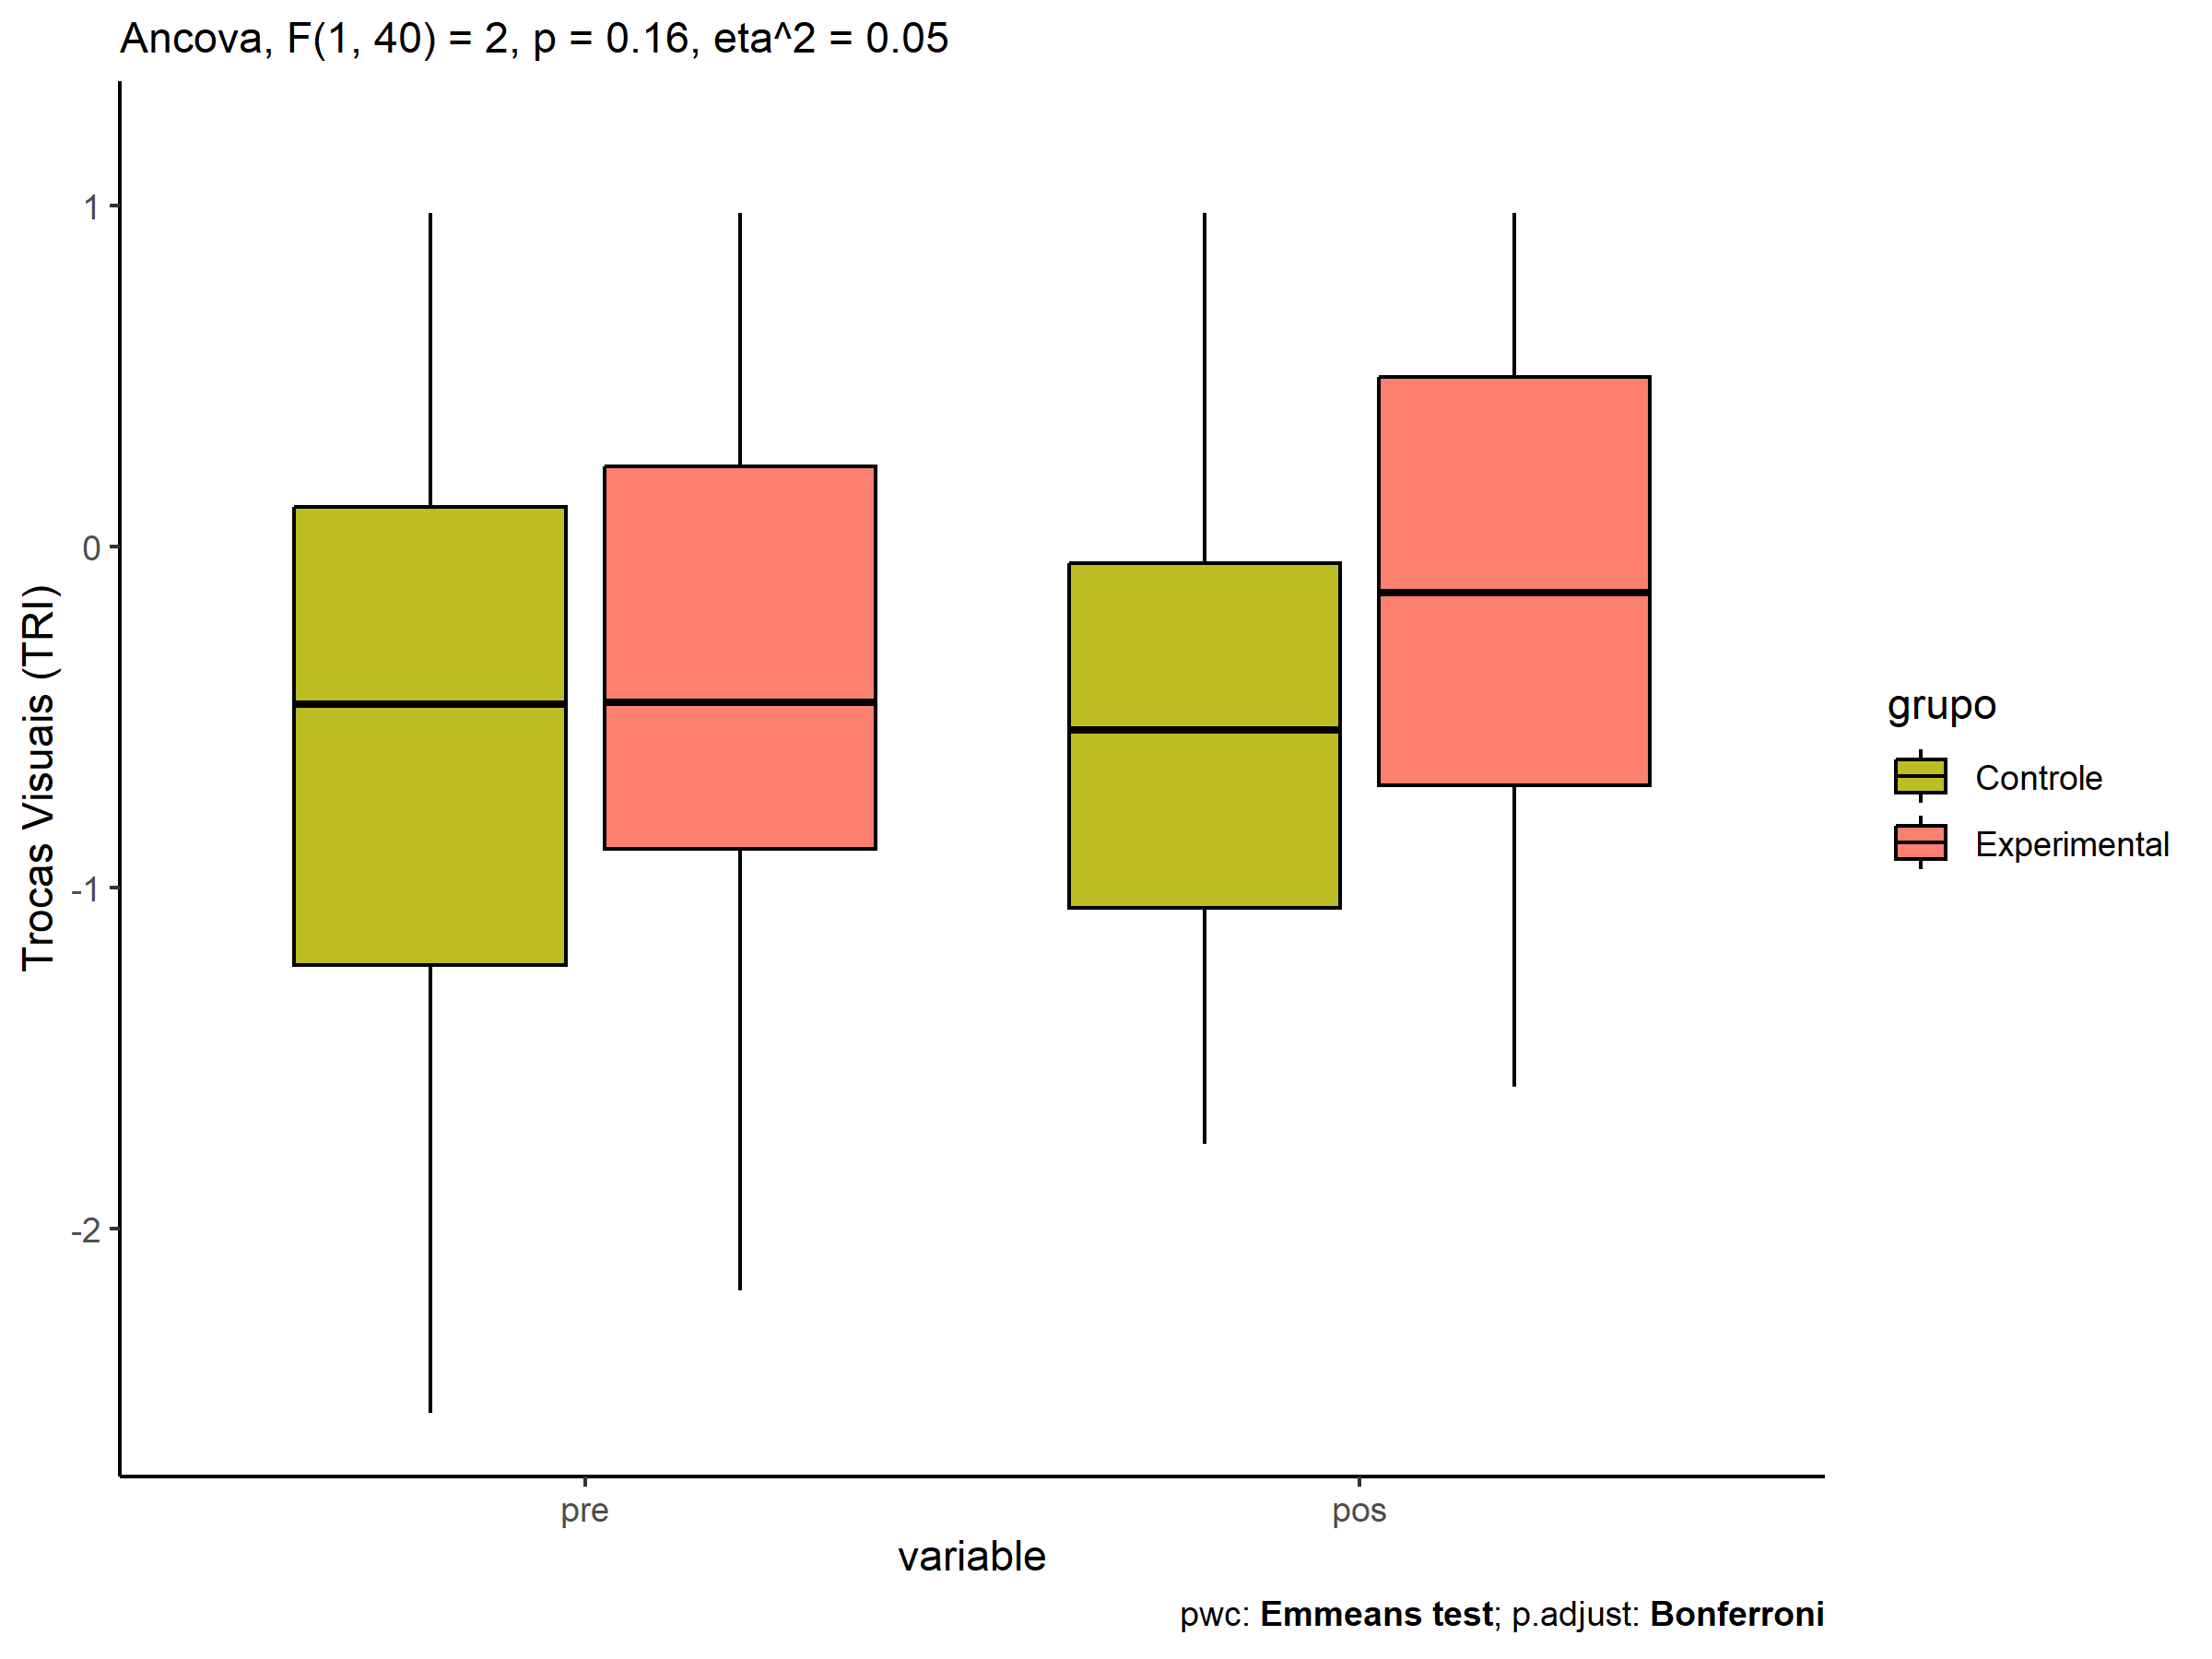 Ancova, F(1, 40) = 2, p = 0.16, eta^2 = 0.05
Trocas Visuais (TRI)
1
0
-1
-2
pre
pos
variable
grupo
Controle
Experimental
pwc: Emmeans test; p.adjust: Bonferroni